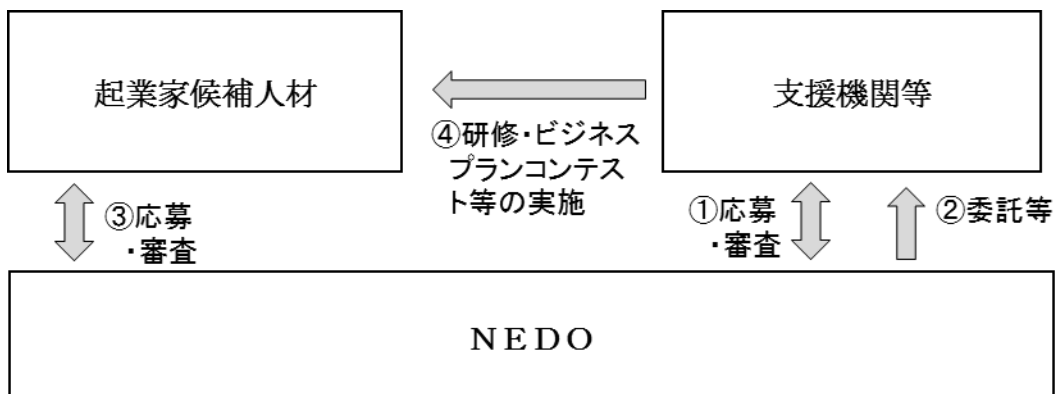 起業家候補人材
支援機関等
④研修・ビジネス
プランコンテス
ト等の実施
③応募
・審査
①応募
・審査
②委託等
NEDO